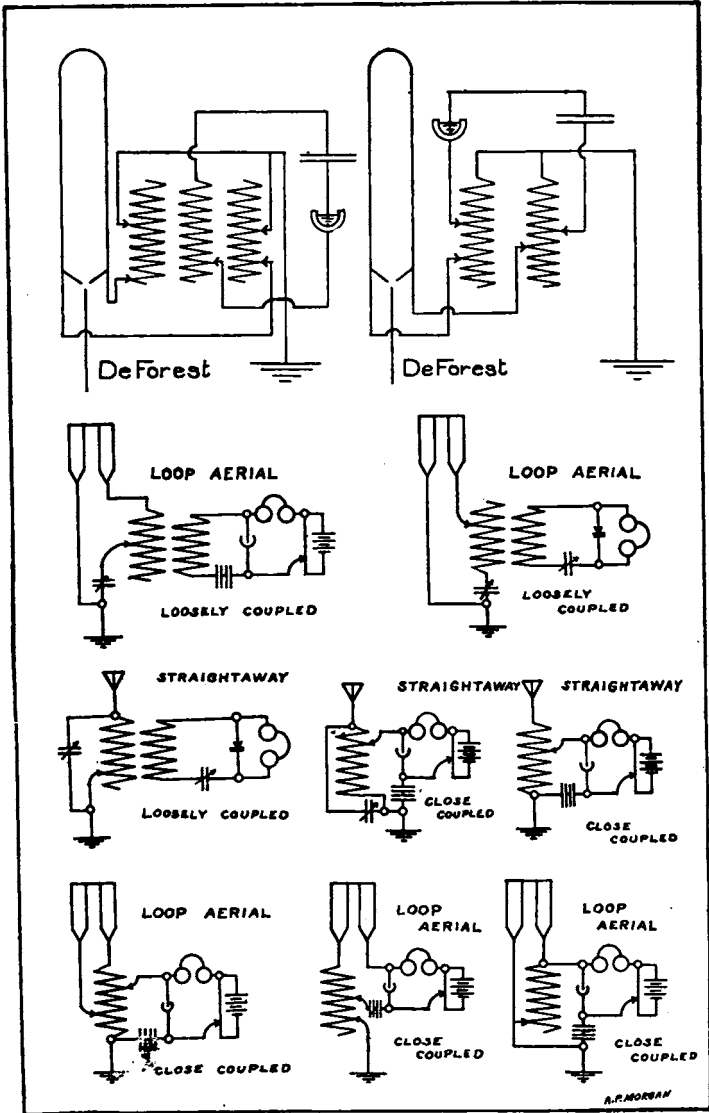 DeForest
DeForest
LOOP AERIAL
LOOSELY COUPLED
LOOP AERIAL
LOOSELY
COUPLED
STRAIGHTAWAY
LOOSELY COUPLED
STRAIGHTAWAY
CLOSE
COUPLED
STRAIGHTAWAY
CLOSE
COUPLED
LOOP AERIAL
CLOSE COUPLED
LOOP
AERIAL
CLOSE
COUPLED
LOOP
AERIAL
CLOSE
COUPLED
A.P.MORGAN